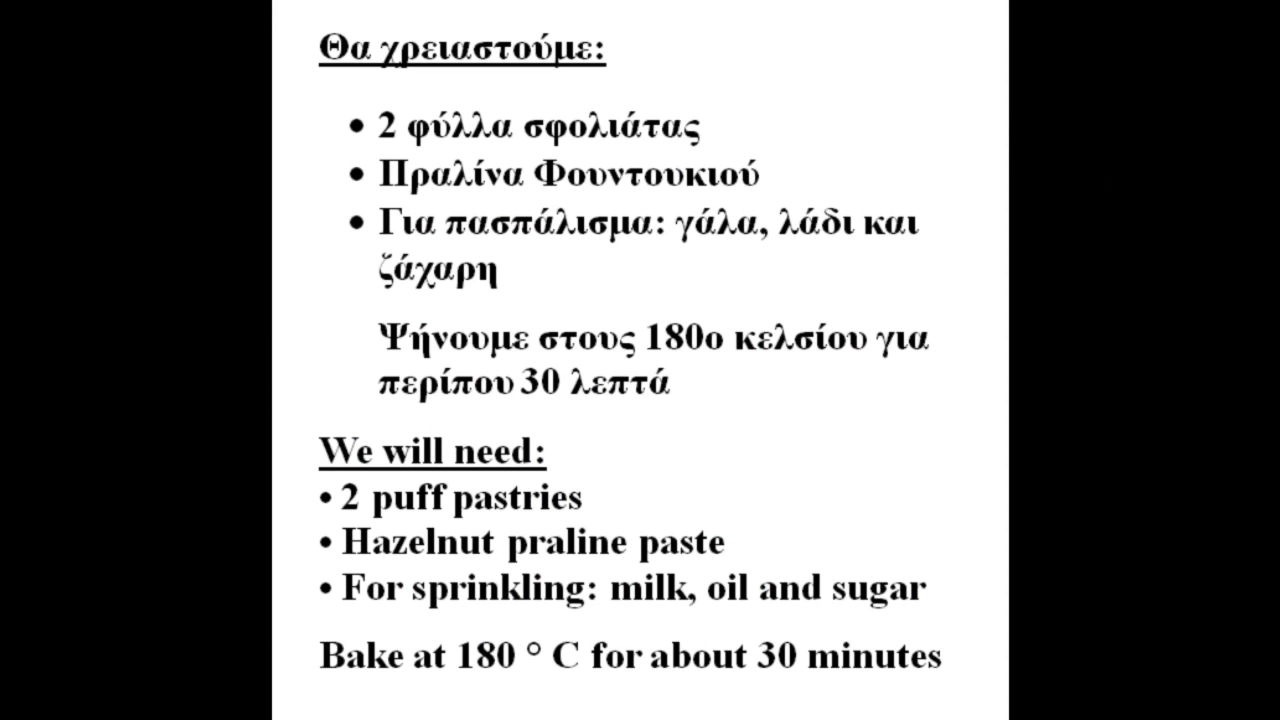 Θα χρειαστούμε:
• 2 φύλλα σφολιάτας
• Πραλίνα Φουντουκιού
• Για πασπάλισμα: γάλα, λάδι και
ζάχαρη
Ψήνουμε στους 180ο κελσίου για
περίπου 30 λεπτά
We will need:
• 2 puff pastries
• Hazelnut praline paste
• For sprinkling: milk, oil and sugar
Bake at 180 ° C for about 30 minutes